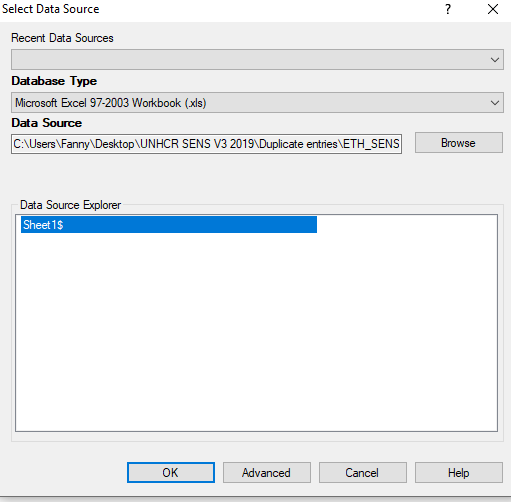 Select Data Source
?
Recent Data Sources
Database Type
Microsoft Excel 97-2003 Workbook (.xls)
Data Source
C:\Users\Fanny\Desktop\UNHCR SENS V3 2019\Duplicate entries\ETH_SENS
Browse
Data Source Explorer
Sheet1$
OK
Advanced
Cancel
Help